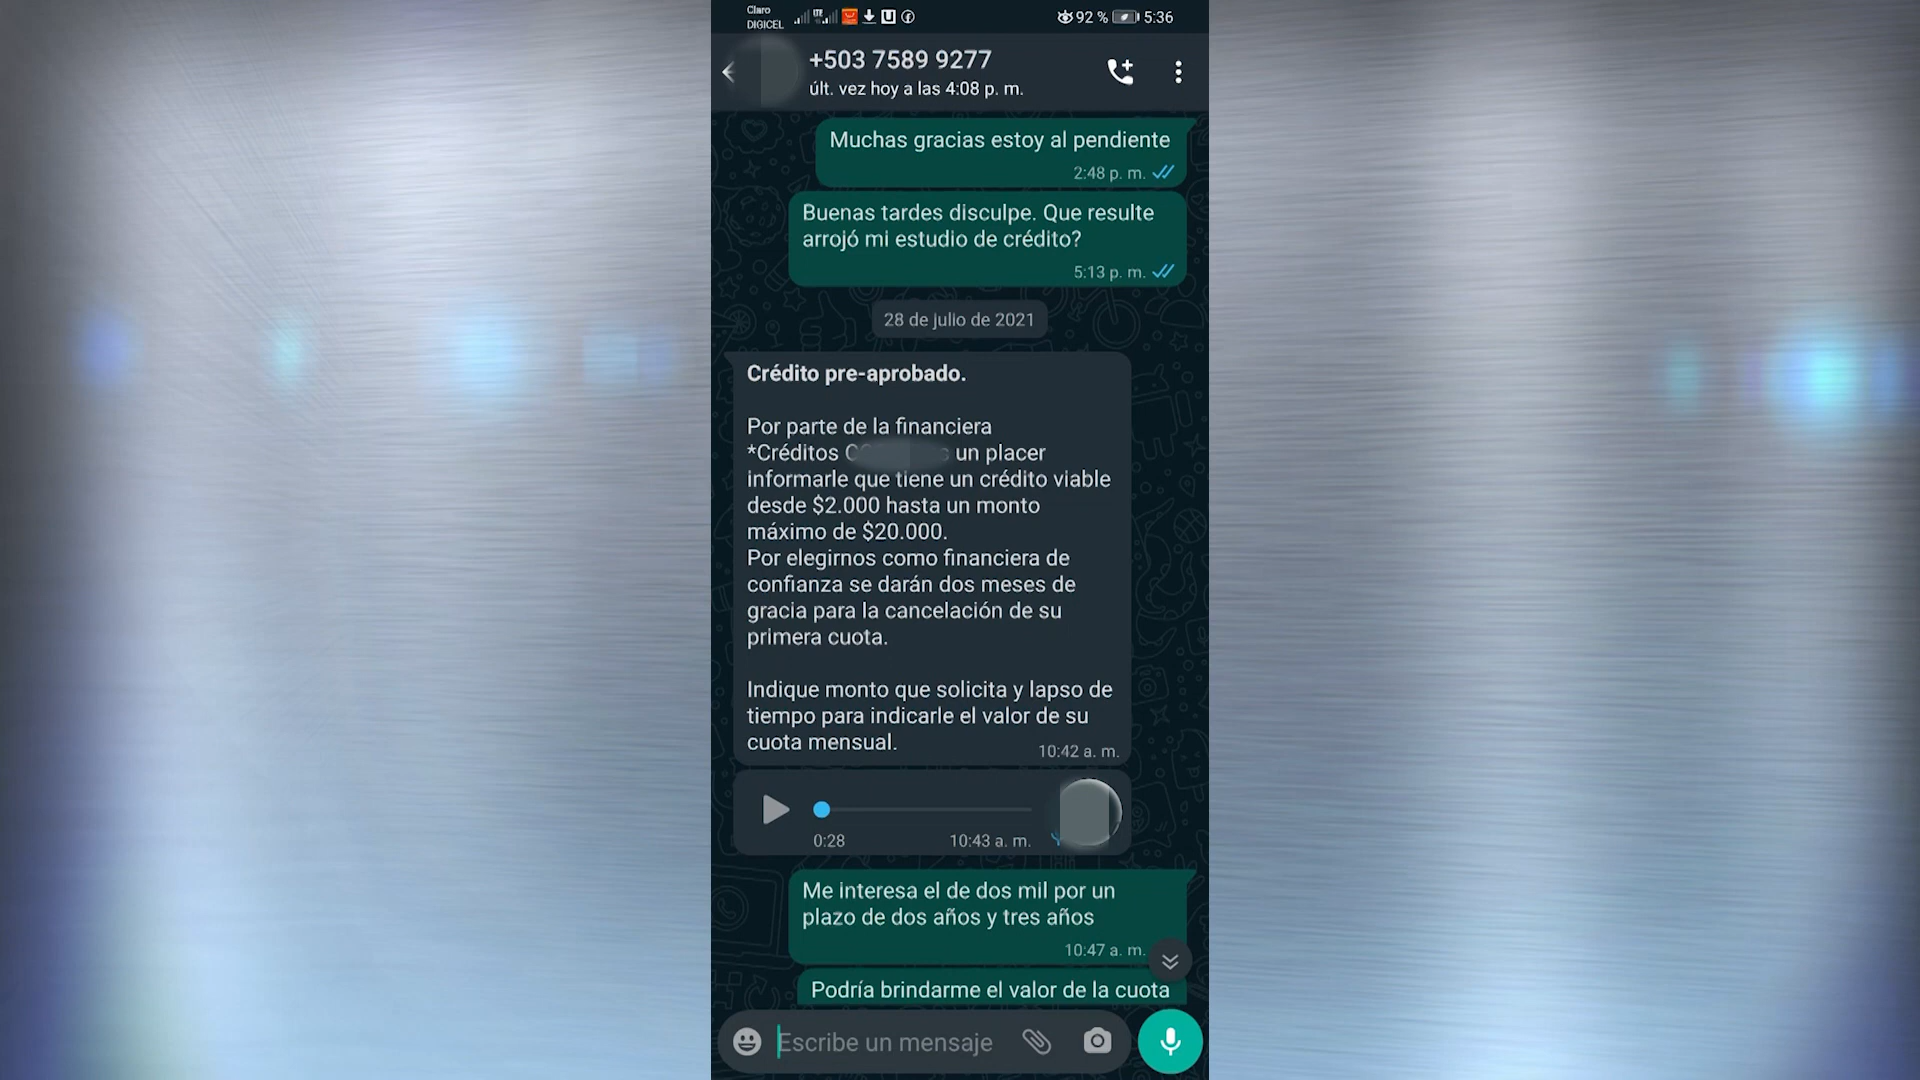 Claro
DIGICEL
LTE
92 %
5:36
+503 7589 9277
últ. vez hoy a las 4:08 p. m.
Muchas gracias estoy al pendiente
2:48 p. m.
Buenas tardes disculpe. Que resulte
arrojó mi estudio de crédito?
5:13 p. m.
28 de julio de 2021
Crédito pre-aprobado.
Por parte de la financiera
*Créditos un placer
informarle que tiene un crédito viable
desde $2.000 hasta un monto
máximo de $20.000.
Por elegirnos como financiera de
confianza se darán dos meses de
gracia para la cancelación de su
primera cuota.
Indique monto que solicita y lapso de
tiempo para indicarle el valor de su
cuota mensual.
10:42 a. m.
0:28
10:43 a. m.
Me interesa el de dos mil por un
plazo de dos años y tres años
10:47 a. m.
Podría brindarme el valor de la cuota
Escribe un mensaje